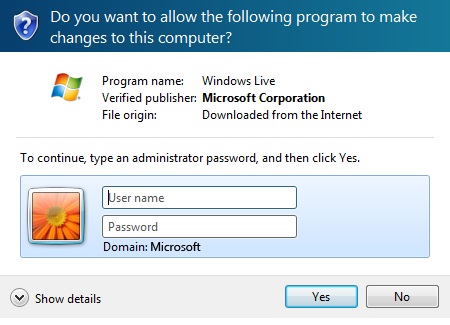 Do you want to allow the following program to make
changes to this computer?
Program name: Windows Live
Verified publisher: Microsoft Corporation
File origin: Downloaded from the Internet
To continue, type an administrator password, and then click Yes.
User name
Password
Domain: Microsoft
Show details
Yes
No